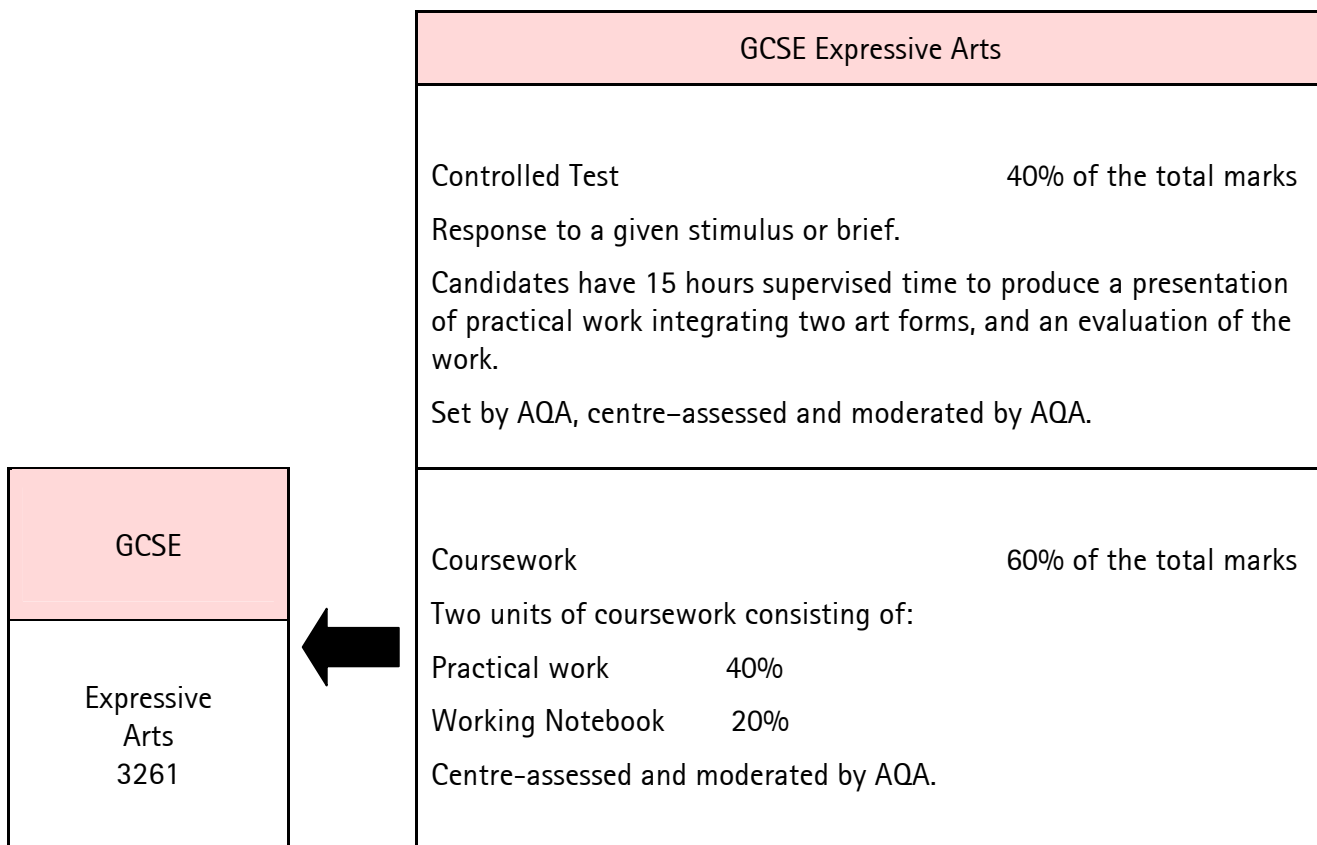 GCSE Expressive Arts
Controlled Test 40% of the total marks
Response to a given stimulus or brief.
Candidates have 15 hours supervised time to produce a presentation
of practical work integrating two art forms, and an evaluation of the
work.
Set by AQA, centre–assessed and moderated by AQA.
GCSE
Expressive
Arts
3261
Coursework 60% of the total marks
Two units of coursework consisting of:
Practical work 40%
Working Notebook 20%
Centre-assessed and moderated by AQA.